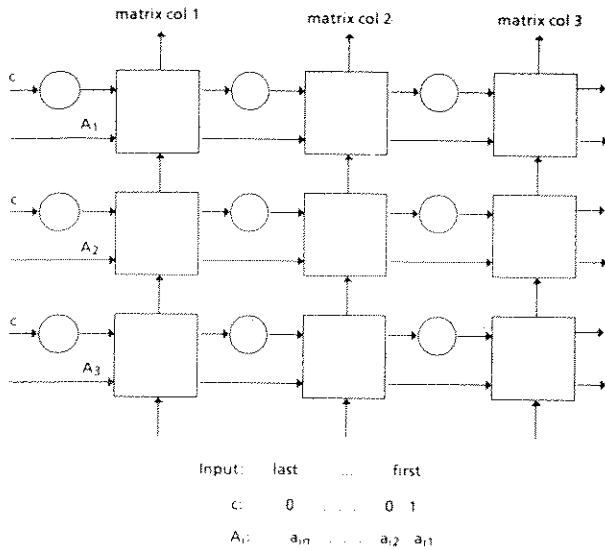 matrix col 1 matrix col 2 matrix col 3
c
A₁
c
A₂
c
A₃
Input: last ... first
c: 0 . . . . 0 1
Aᵢ: aᵢₙ . . . . aᵢ₂ aᵢ₁